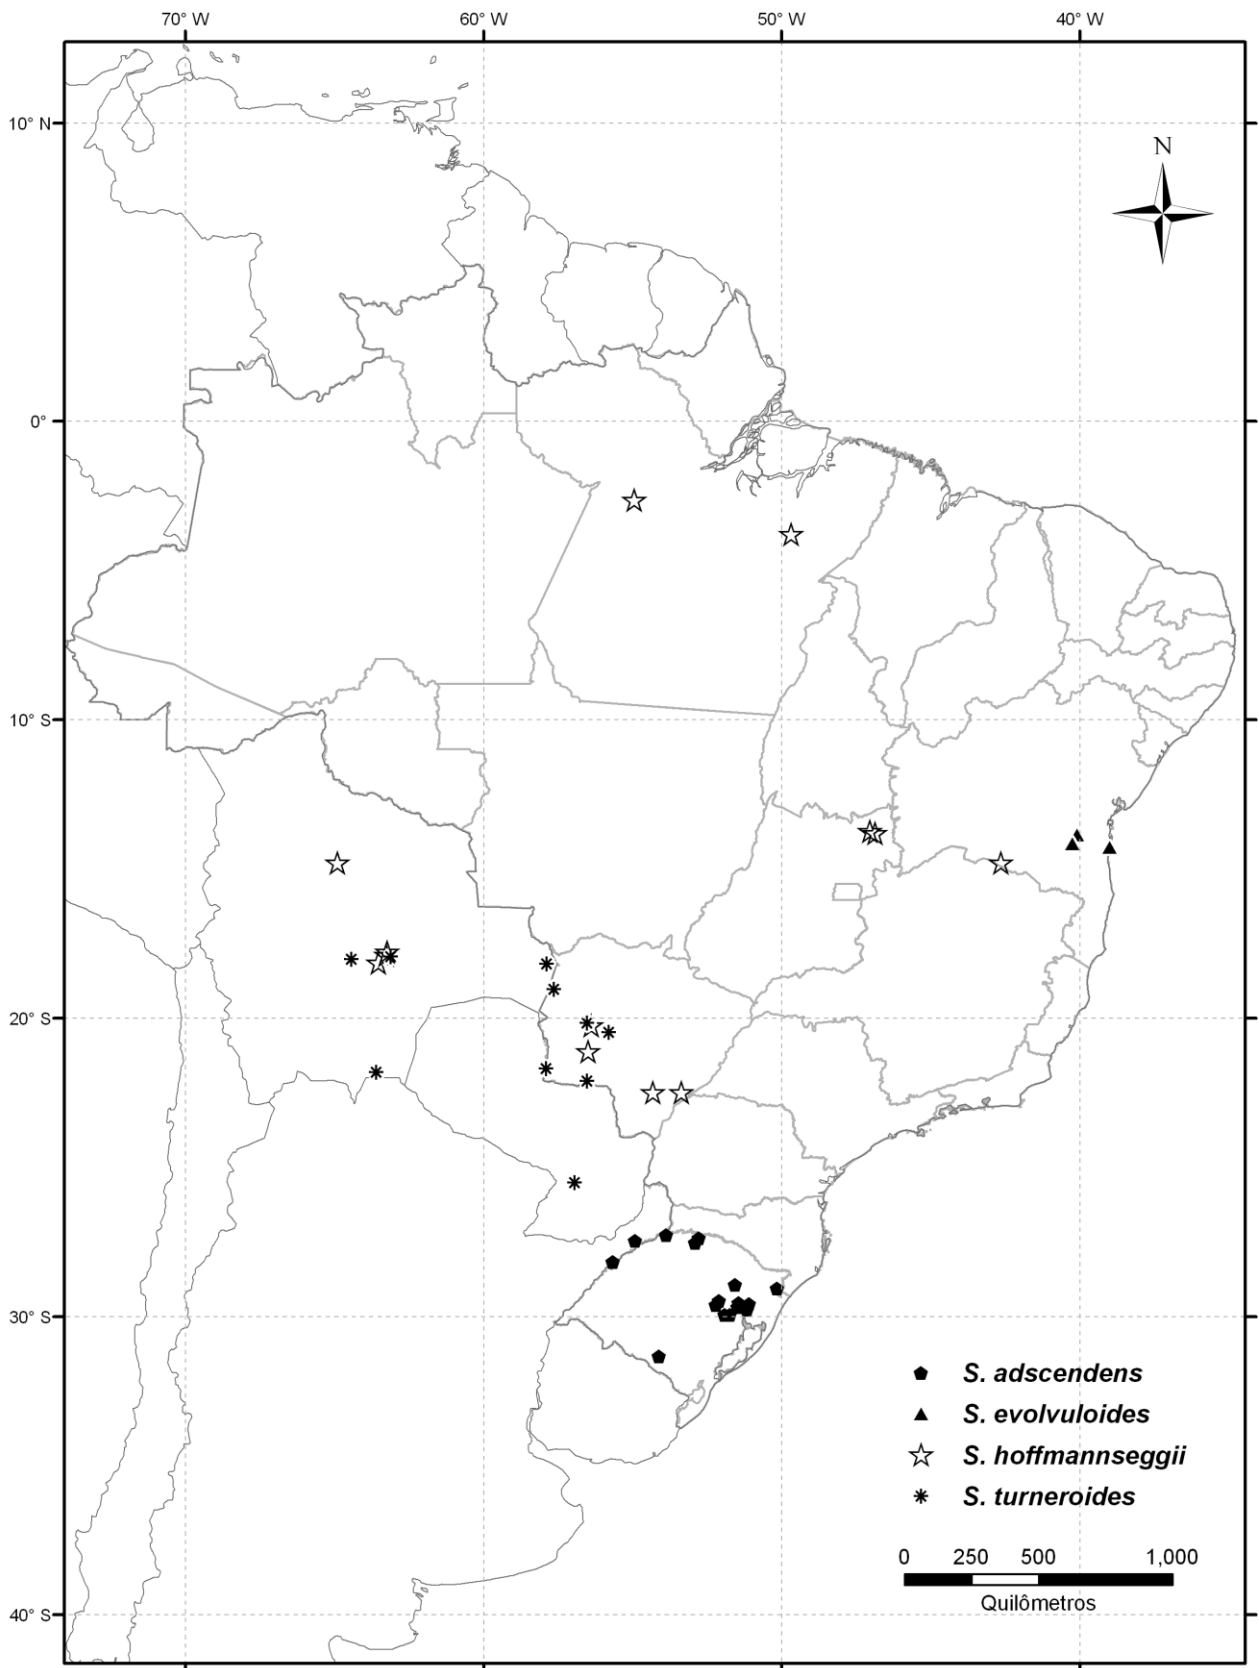 70° W 60° W 50° W 40° W
10° N
N
0°
10° S
20° S
30° S
S. adscendens
S. evolvuloides
S. hoffmannseggii
S. turneroides
0 250 500 1,000
Quilômetros
40° S